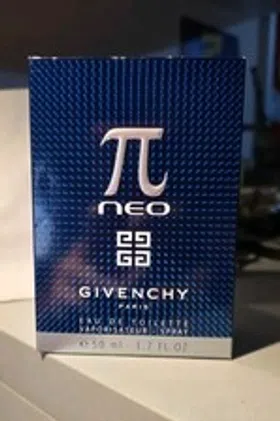 π
neo
GIVENCHY
PARIS
EAU DE TOILETTE
VAPORISATEUR - SPRAY
℮ 50 ml - 1.7 FL.OZ